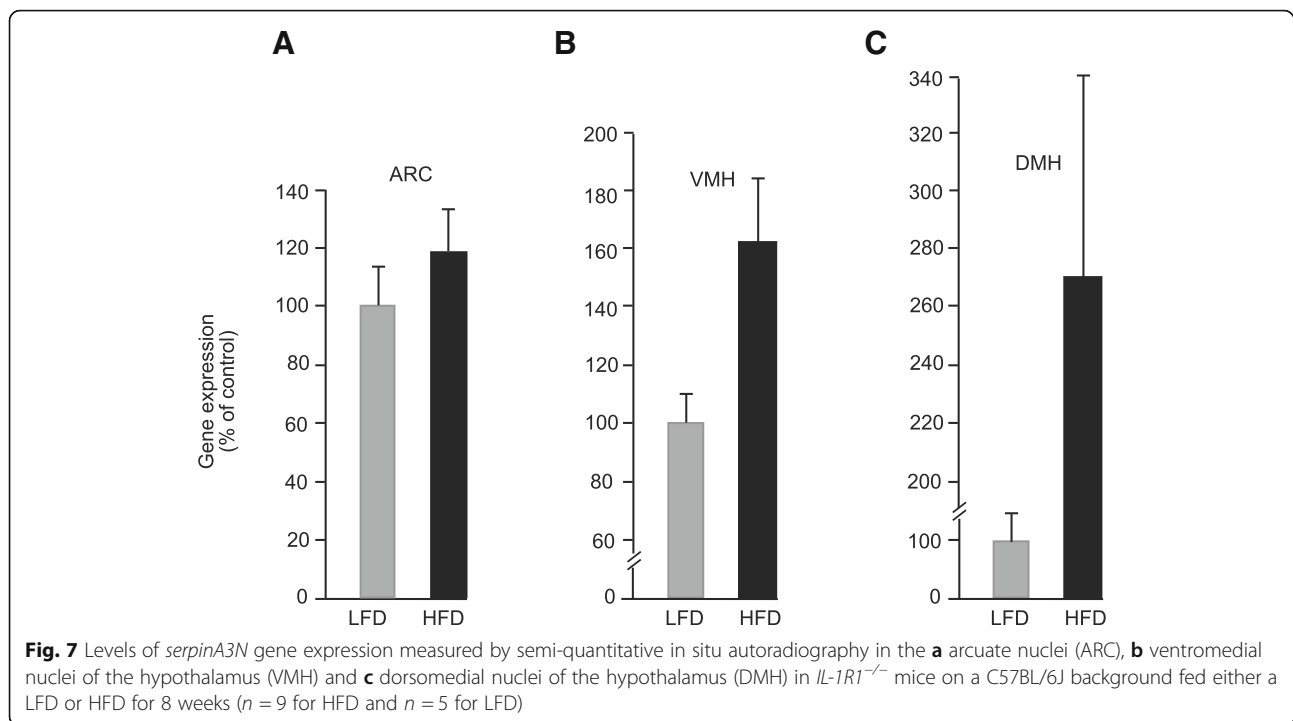 A
B
C
ARC
VMH
DMH
Gene expression
(% of control)
140
120
100
80
60
40
20
0
LFD HFD
200
180
160
140
120
100
80
60
0
LFD HFD
340
320
300
280
260
240
220
200
100
0
LFD HFD
Fig. 7 Levels of serpinA3N gene expression measured by semi-quantitative in situ autoradiography in the a arcuate nuclei (ARC), b ventromedial
nuclei of the hypothalamus (VMH) and c dorsomedial nuclei of the hypothalamus (DMH) in IL-1R1−/− mice on a C57BL/6J background fed either a
LFD or HFD for 8 weeks (n = 9 for HFD and n = 5 for LFD)